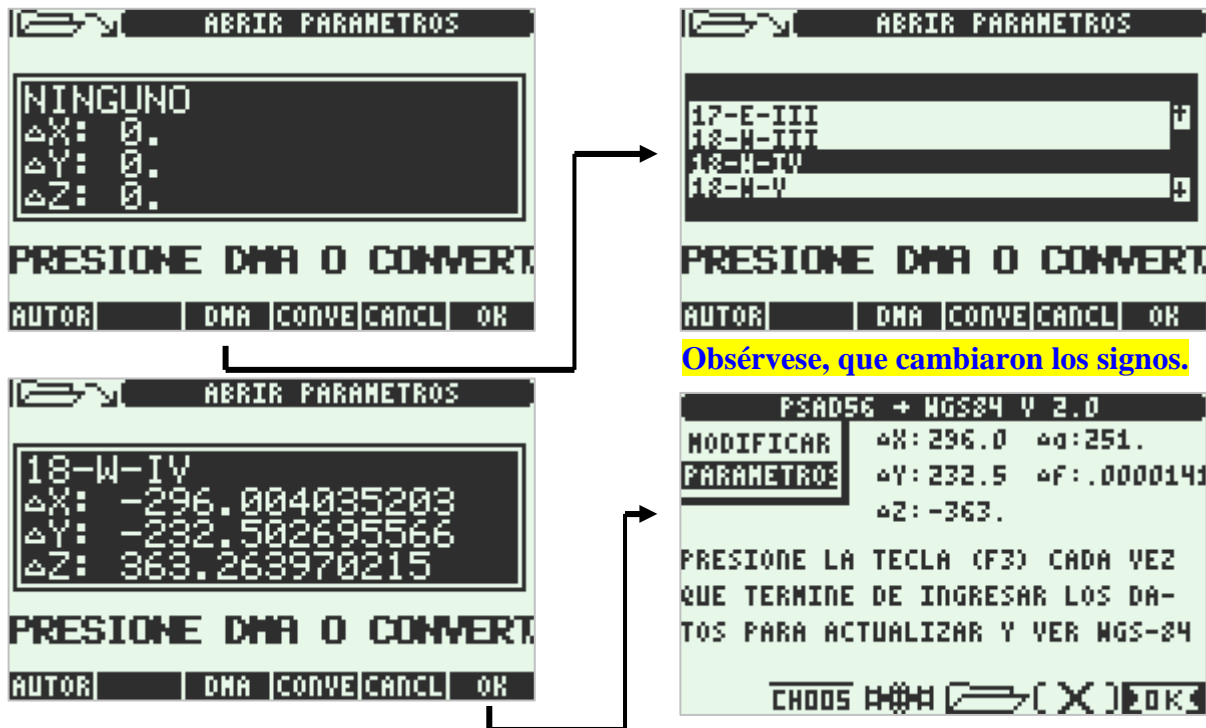 ABRIR PARAMETROS
NINGUNO
△X: 0.
△Y: 0.
△Z: 0.
PRESIONE DMA O CONVERT.
AUTOR DMA CONVE CANCL OK
ABRIR PARAMETROS
17-E-III
18-W-III
18-W-IV
18-W-V
PRESIONE DMA O CONVERT.
AUTOR DMA CONVE CANCL OK
Obsérvese, que cambiaron los signos.
ABRIR PARAMETROS
18-W-IV
△X: -296.004035203
△Y: -232.502695566
△Z: 363.263970215
PRESIONE DMA O CONVERT.
AUTOR DMA CONVE CANCL OK
PSAD56 → WGS84 V 2.0
MODIFICAR △X: 296.0 △a: 251.
PARAMETROS △Y: 232.5 △f: .0000141
△Z: -363.
PRESIONE LA TECLA (F3) CADA VEZ
QUE TERMINE DE INGRESAR LOS DA-
TOS PARA ACTUALIZAR Y VER WGS-84
CHOOS (X) OK